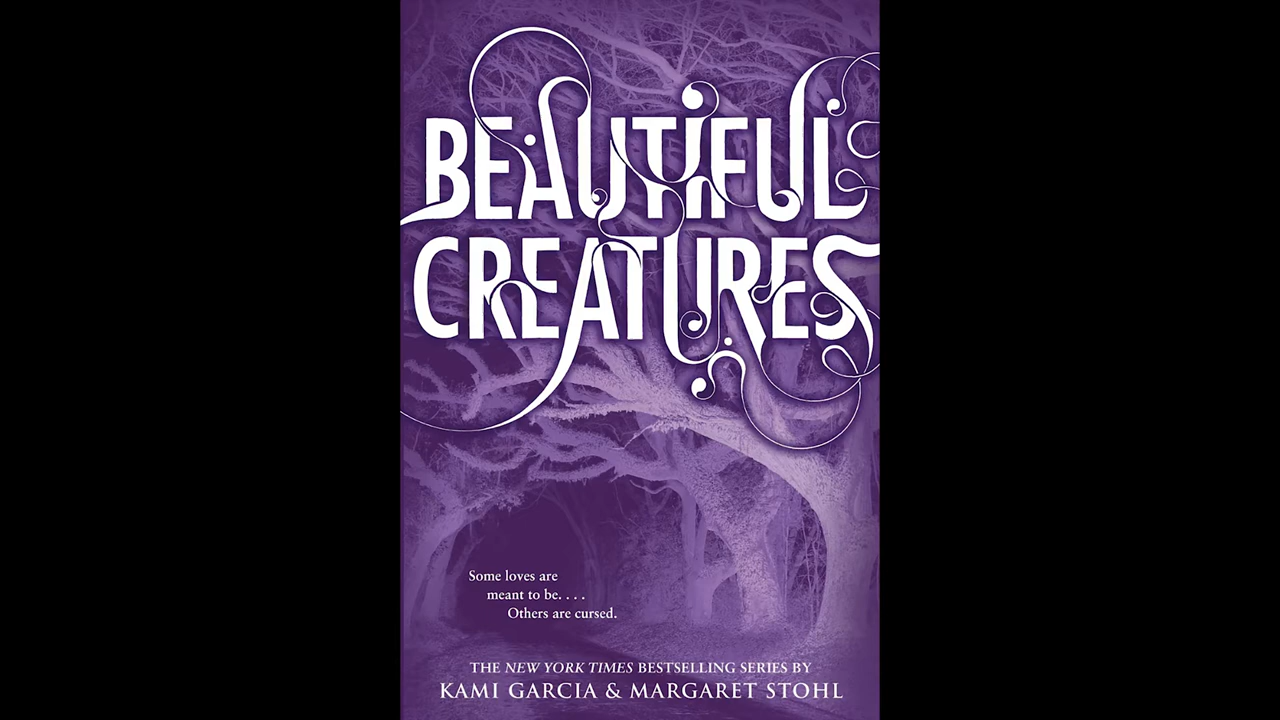 BEAUTIFUL
CREATURES
Some loves are
meant to be. . . .
Others are cursed.
THE NEW YORK TIMES BESTSELLING SERIES BY
KAMI GARCIA & MARGARET STOHL